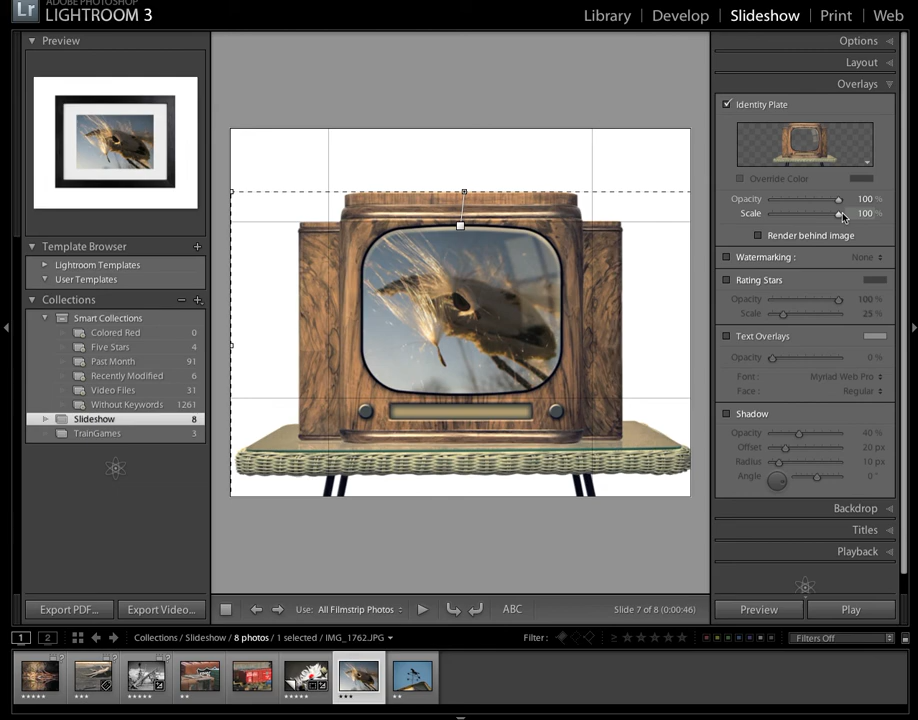 Lr
ADOBE PHOTOSHOP
LIGHTROOM 3
Library | Develop | Slideshow | Print | Web
Preview
Template Browser +
Lightroom Templates
User Templates
Collections − +
Smart Collections
Colored Red 0
Five Stars 4
Past Month 91
Recently Modified 6
Video Files 31
Without Keywords 1261
Slideshow 8
TrainGames 3
Export PDF...
Export Video...
Options
Layout
Overlays
Identity Plate
Override Color
Opacity 100 %
Scale 100 %
Render behind image
Watermarking : None
Rating Stars
Opacity 100 %
Scale 25 %
Text Overlays
Opacity 0 %
Font : Myriad Web Pro
Face : Regular
Shadow
Opacity 40 %
Offset 20 px
Radius 10 px
Angle 0 °
Backdrop
Titles
Playback
Use: All Filmstrip Photos
ABC
Slide 7 of 8 (0:00:46)
Preview
Play
1 2
Collections / Slideshow / 8 photos / 1 selected / IMG_1762.JPG
Filter :
≥ ★★★★★
Filters Off